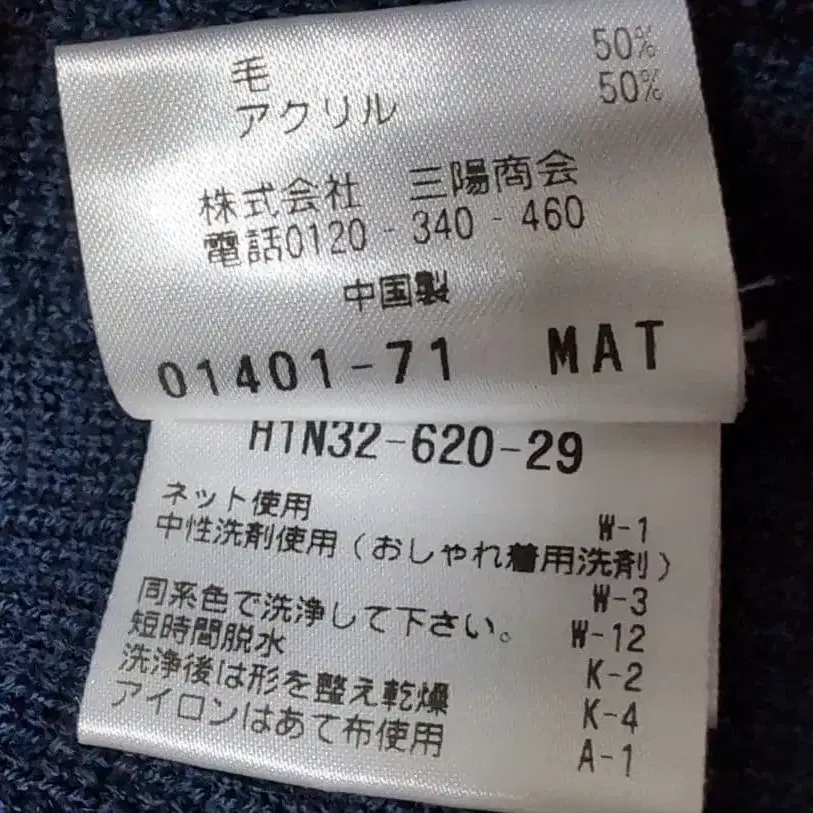 毛 50%
アクリル 50%
株式会社 三陽商会
電話0120-340-460
中国製
01401-71 MAT
H1N32-620-29
ネット使用 W-1
中性洗剤使用(おしゃれ着用洗剤) W-3
同系色で洗浄して下さい。 W-12
短時間脱水 K-2
洗浄後は形を整え乾燥 K-4
アイロンはあて布使用 A-1